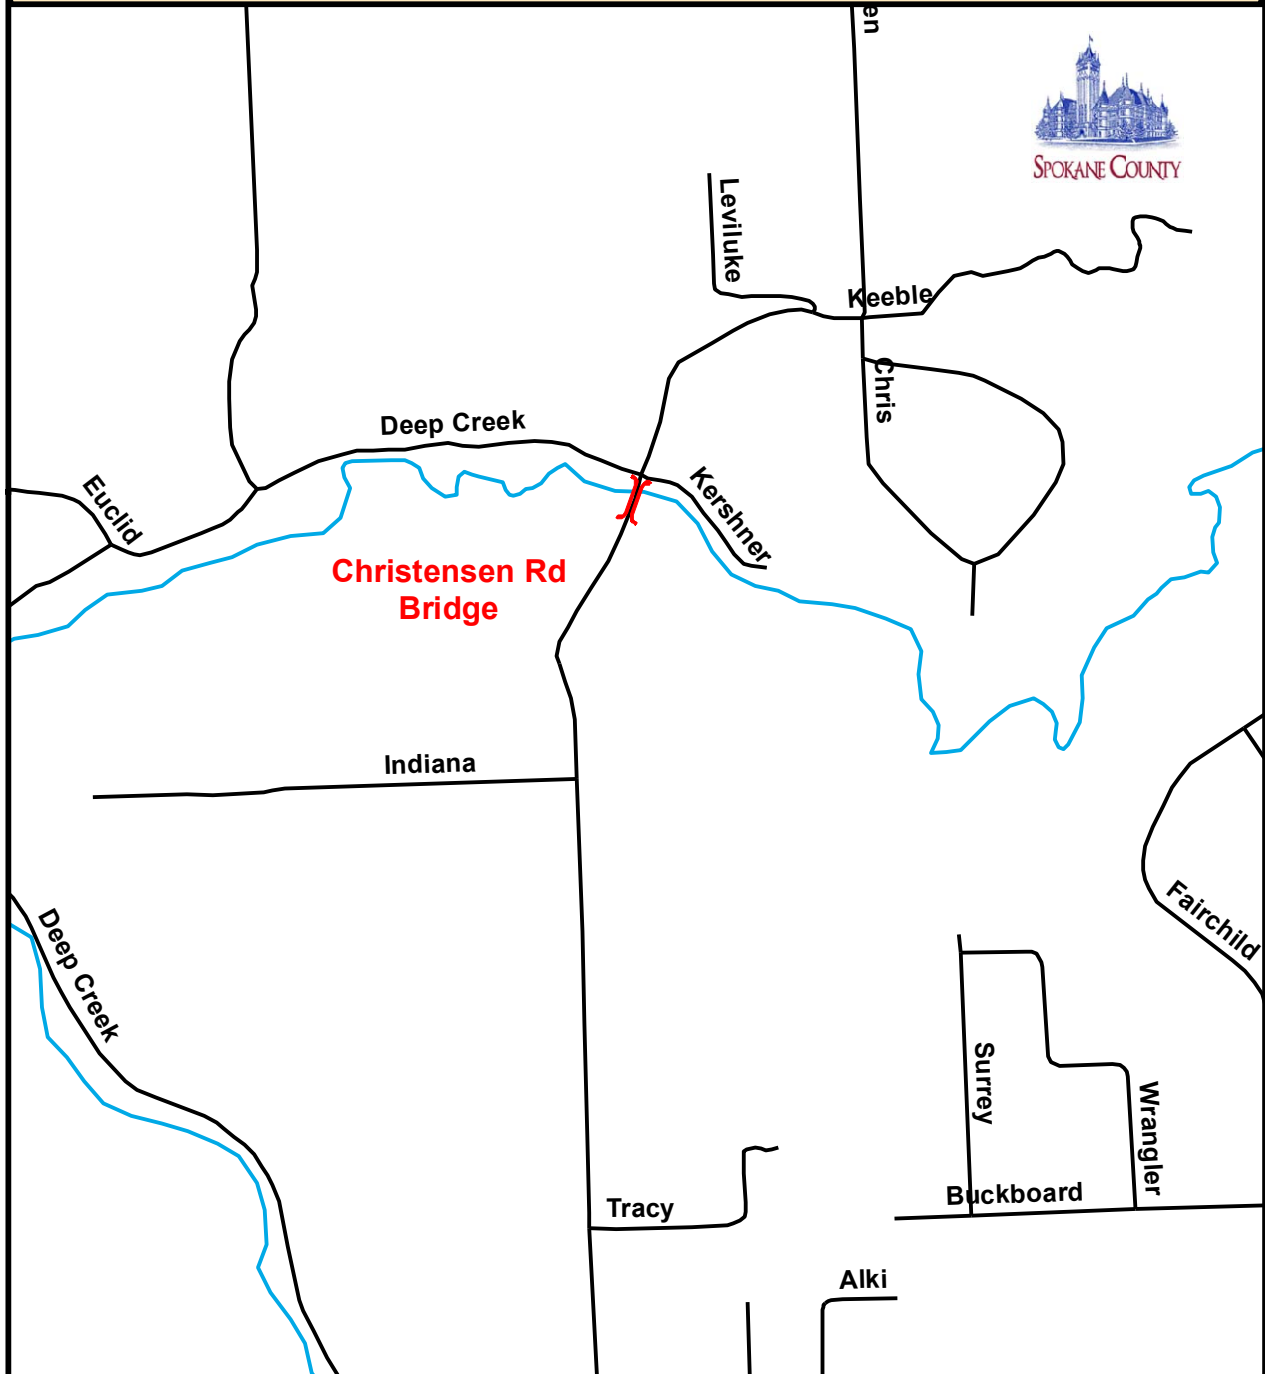 en
SPOKANE COUNTY
Leviluke
Keeble
Chris
Deep Creek
Kershner
Euclid
Christensen Rd
Bridge
Indiana
Fairchild
Deep Creek
Surrey
Wrangler
Buckboard
Tracy
Alki